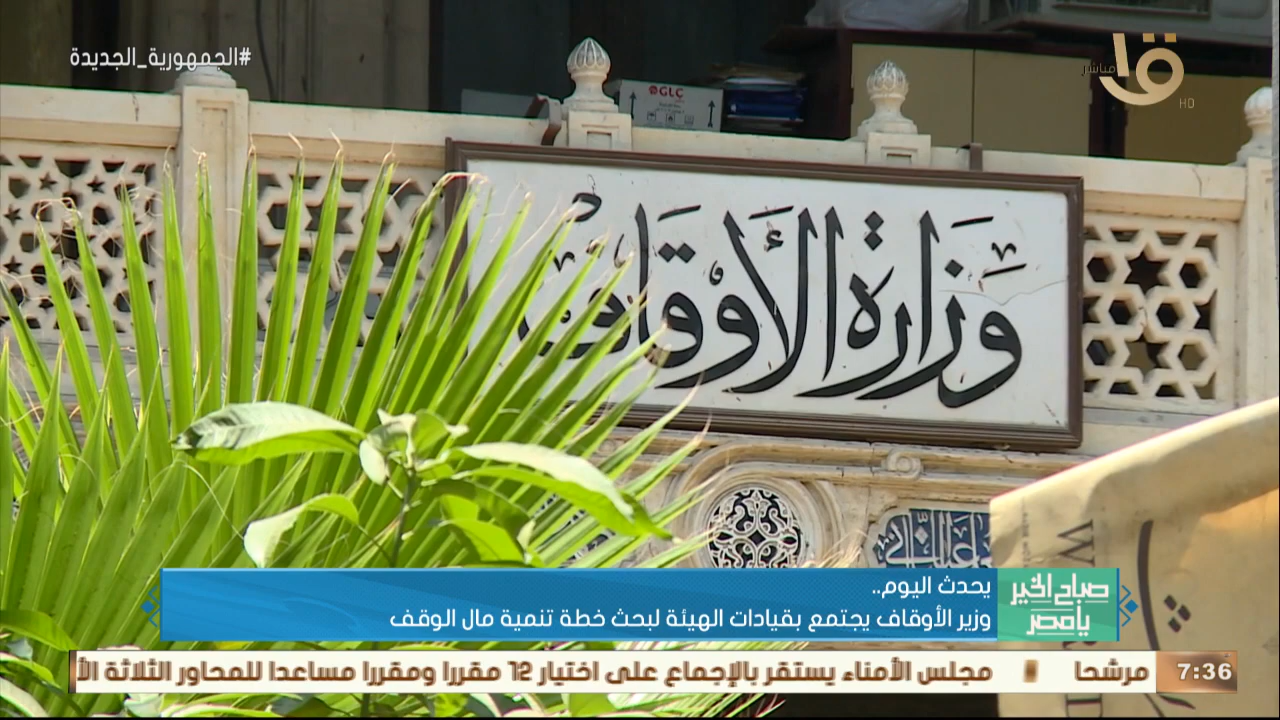 #الجمهورية_الجديدة
مباشر
HD
GLC
وزارة الأوقاف
صباح الخير
يا مصر
يحدث اليوم..
وزير الأوقاف يجتمع بقيادات الهيئة لبحث خطة تنمية مال الوقف
7:36
مرشحا
مجلس الأمناء يستقر بالإجماع على اختيار 12 مقررا ومقررا مساعدا للمحاور الثلاثة الأ